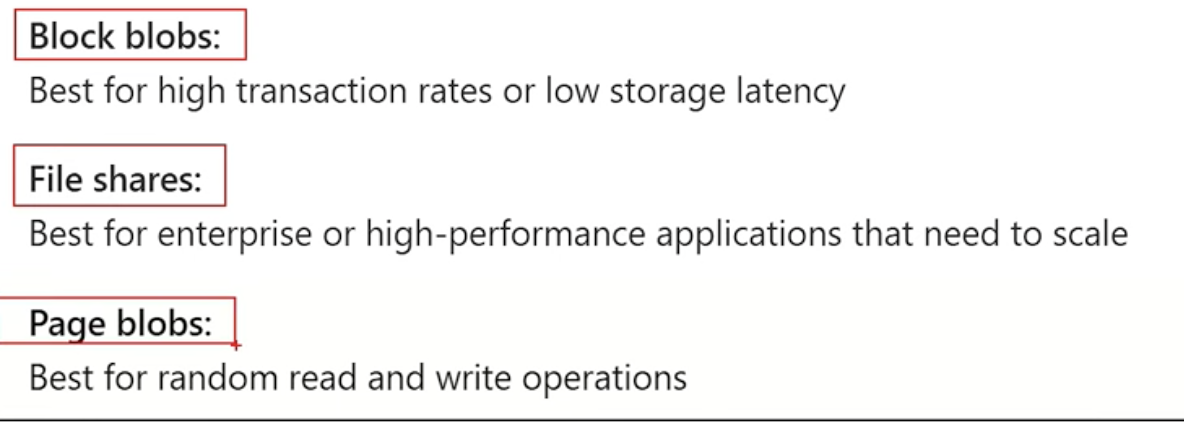 Block blobs:
Best for high transaction rates or low storage latency
File shares:
Best for enterprise or high-performance applications that need to scale
Page blobs:
Best for random read and write operations